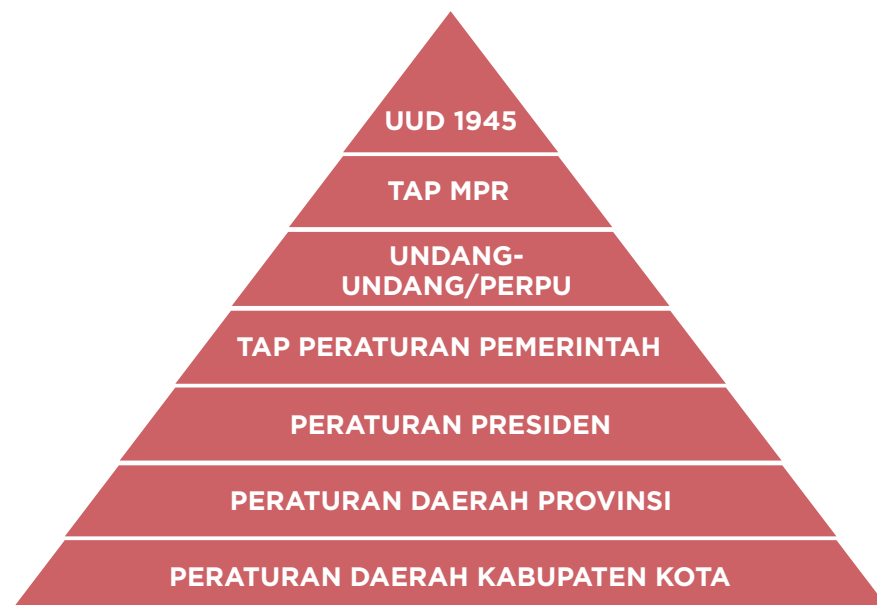 UUD 1945
TAP MPR
UNDANG-
UNDANG/PERPU
TAP PERATURAN PEMERINTAH
PERATURAN PRESIDEN
PERATURAN DAERAH PROVINSI
PERATURAN DAERAH KABUPATEN KOTA